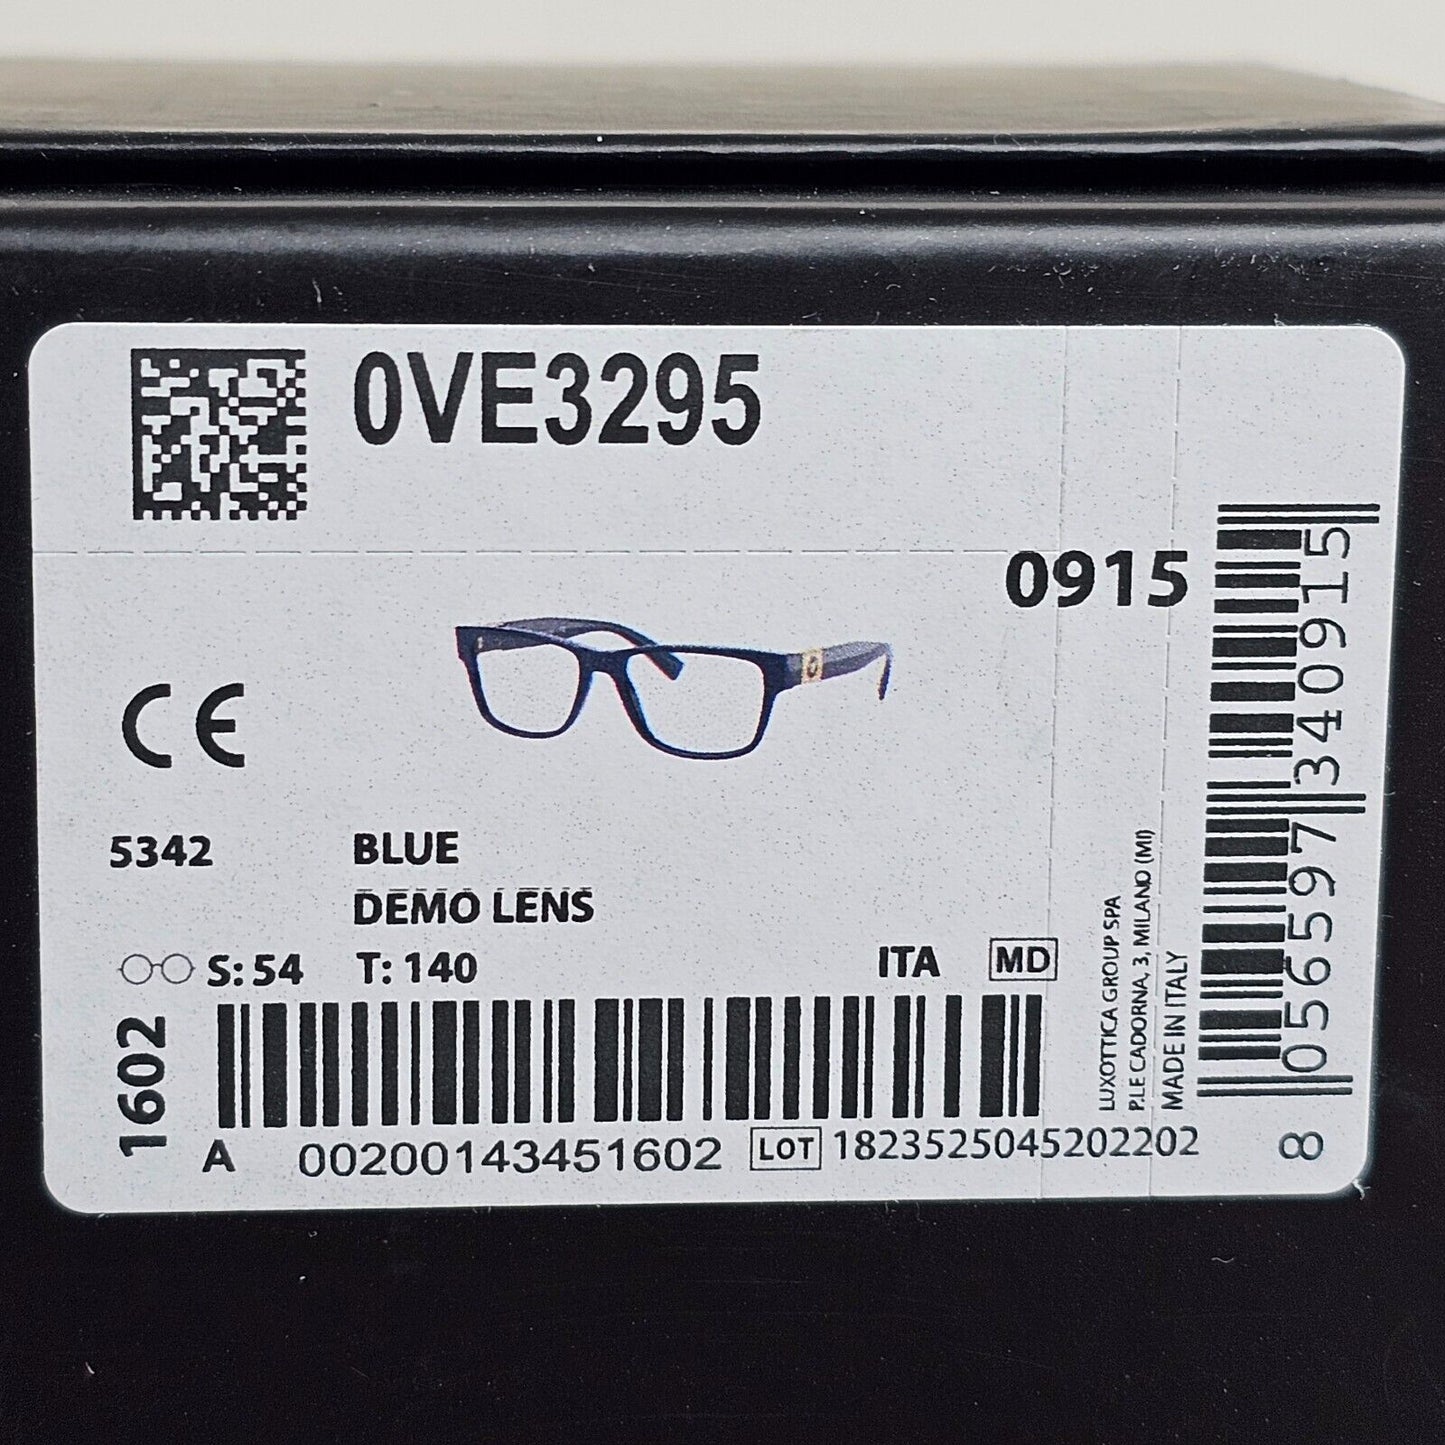 0VE3295
0915
CE
5342 BLUE
DEMO LENS
S: 54 T: 140 ITA MD
1602
A 00200143451602 LOT 1823525045202202
LUXOTTICA GROUP SPA
P.LE CADORNA, 3, MILANO (MI)
MADE IN ITALY
8 056597 340915